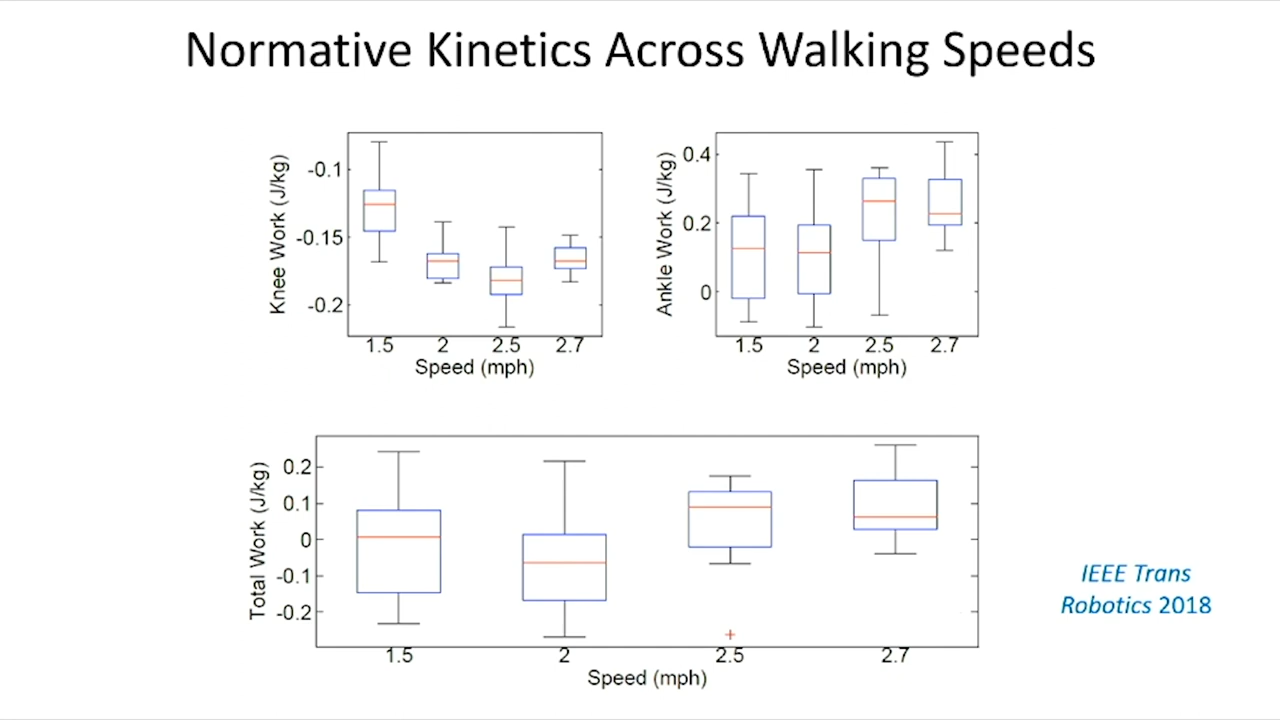 Normative Kinetics Across Walking Speeds
Knee Work (J/kg)
-0.1
-0.15
-0.2
1.5 2 2.5 2.7
Speed (mph)
Ankle Work (J/kg)
0.4
0.2
0
1.5 2 2.5 2.7
Speed (mph)
Total Work (J/kg)
0.2
0.1
0
-0.1
-0.2
1.5 2 2.5 2.7
Speed (mph)
IEEE Trans
Robotics 2018